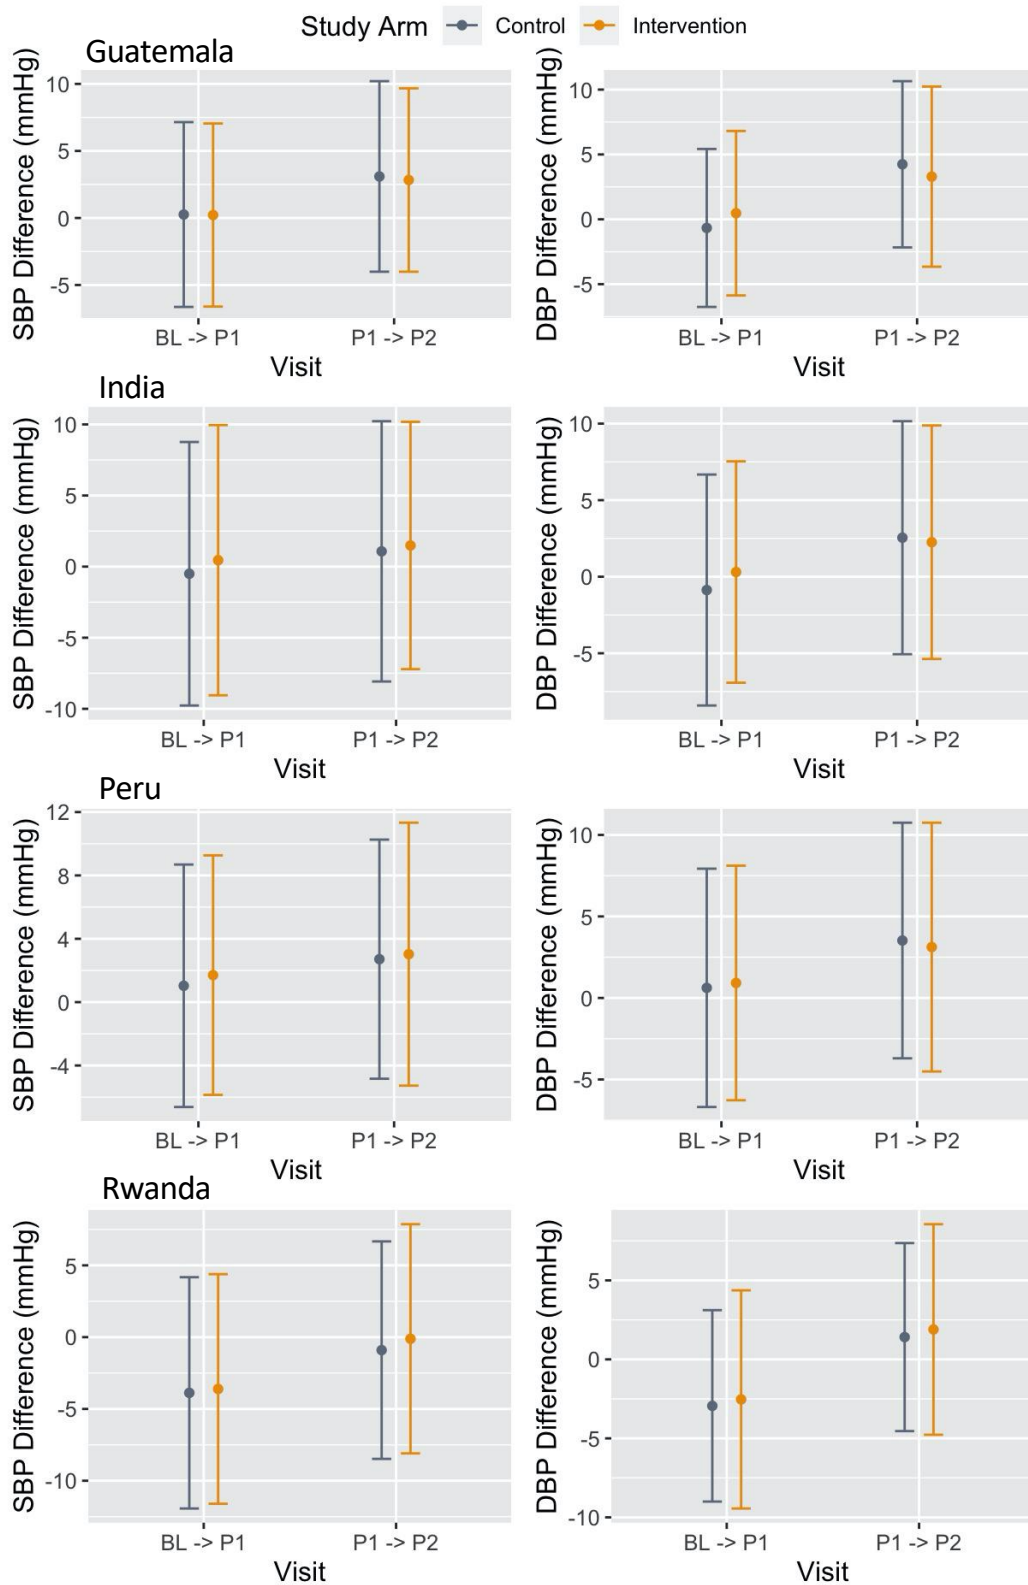 Study Arm Control Intervention
Guatemala
SBP Difference (mmHg)
10
5
0
-5
BL -> P1 P1 -> P2
Visit
DBP Difference (mmHg)
10
5
0
-5
BL -> P1 P1 -> P2
Visit
India
SBP Difference (mmHg)
10
5
0
-5
-10
BL -> P1 P1 -> P2
Visit
DBP Difference (mmHg)
10
5
0
-5
BL -> P1 P1 -> P2
Visit
Peru
SBP Difference (mmHg)
12
8
4
0
-4
BL -> P1 P1 -> P2
Visit
DBP Difference (mmHg)
10
5
0
-5
BL -> P1 P1 -> P2
Visit
Rwanda
SBP Difference (mmHg)
5
0
-5
-10
BL -> P1 P1 -> P2
Visit
DBP Difference (mmHg)
5
0
-5
-10
BL -> P1 P1 -> P2
Visit